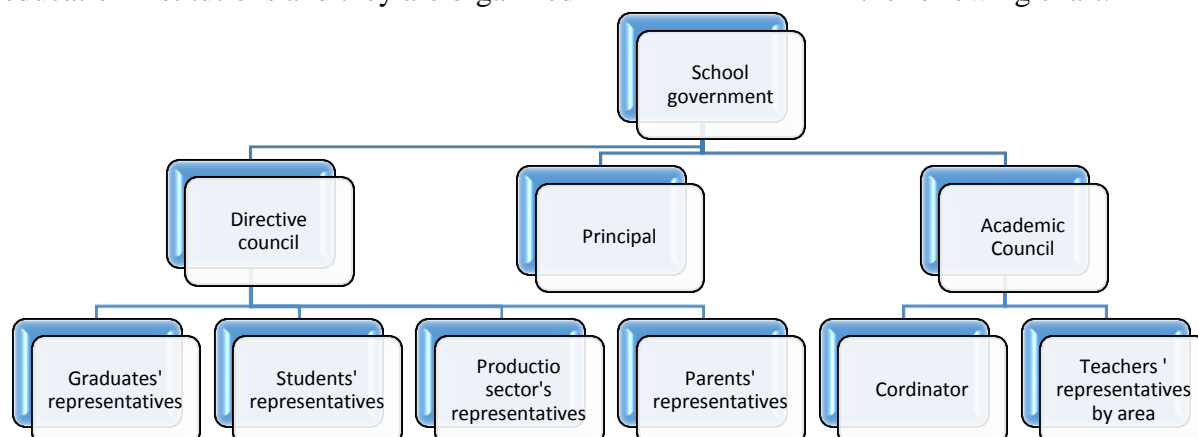 School
government
Directive
council
Principal
Academic
Council
Graduates'
representatives
Students'
representatives
Productio
sector's
representatives
Parents'
representatives
Cordinator
Teachers '
representatives
by area